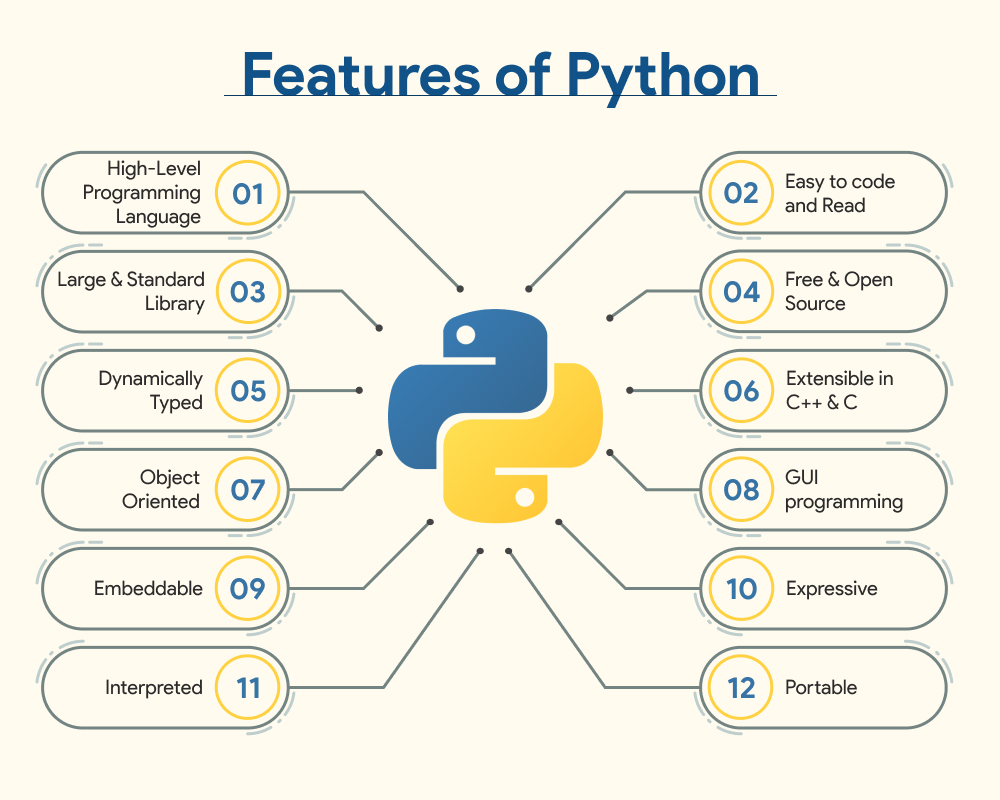 Features of Python
High-Level
Programming
Language
01
02
Easy to code
and Read
Large & Standard
Library
03
04
Free & Open
Source
Dynamically
Typed
05
06
Extensible in
C++ & C
Object
Oriented
07
08
GUI
programming
Embeddable
09
10
Expressive
Interpreted
11
12
Portable